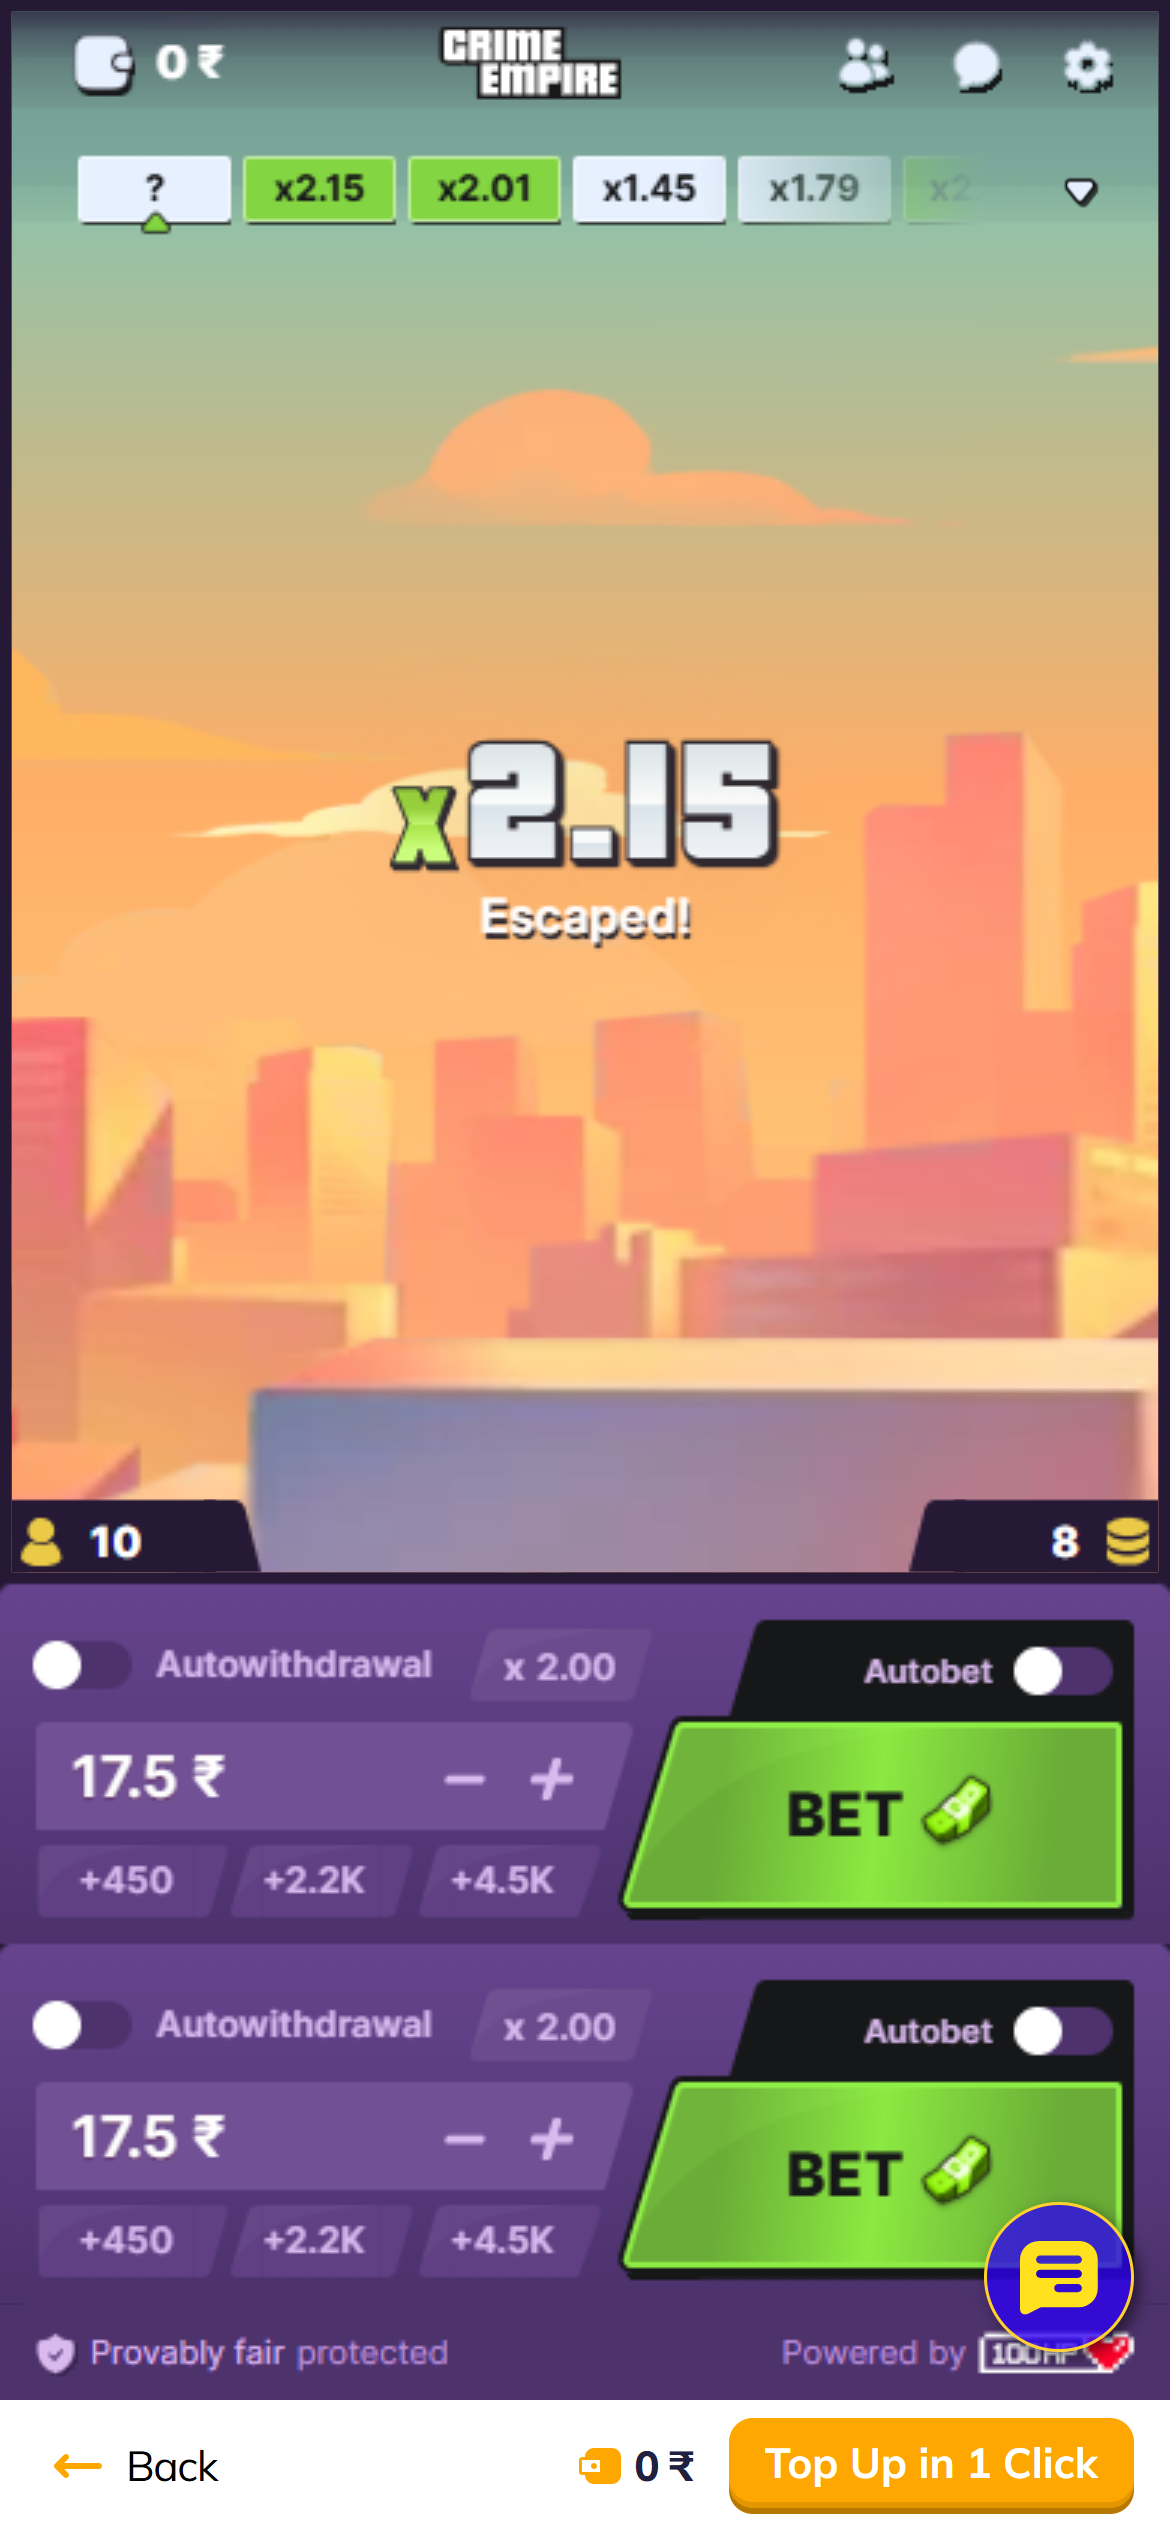 0 ₹
CRIME
EMPIRE
?
x2.15
x2.01
x1.45
x1.79
x2.15
Escaped!
10
8
Autowithdrawal
x 2.00
Autobet
17.5 ₹
− +
BET
+450
+2.2K
+4.5K
Autowithdrawal
x 2.00
Autobet
17.5 ₹
− +
BET
+450
+2.2K
+4.5K
Provably fair protected
Powered by
← Back
0 ₹
Top Up in 1 Click